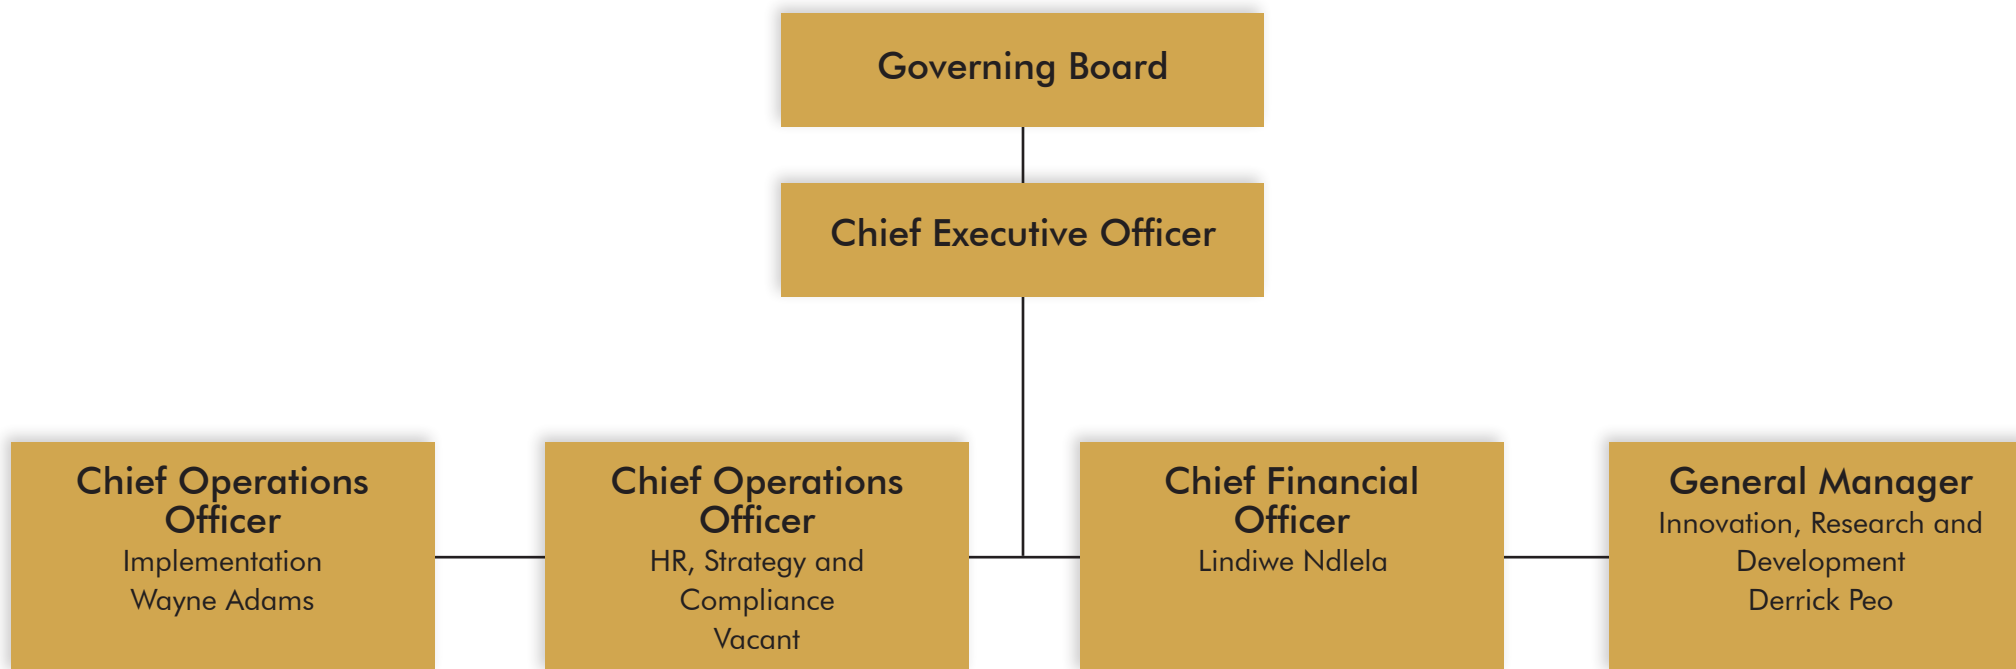 Governing Board
Chief Executive Officer
Chief Operations
Officer
Implementation
Wayne Adams
Chief Operations
Officer
HR, Strategy and
Compliance
Vacant
Chief Financial
Officer
Lindiwe Ndlela
General Manager
Innovation, Research and
Development
Derrick Peo